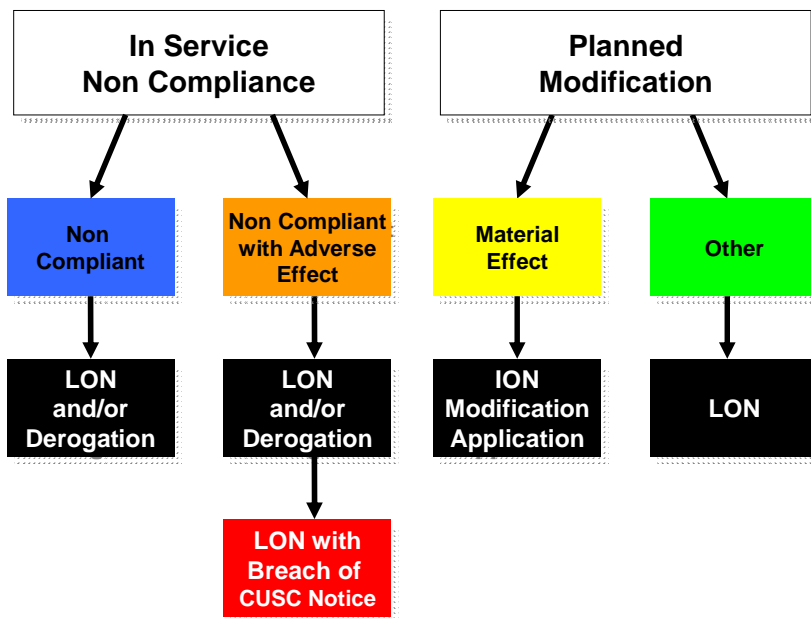 In Service
Non Compliance
Planned
Modification
Non
Compliant
Non Compliant
with Adverse
Effect
Material
Effect
Other
LON
and/or
Derogation
LON
and/or
Derogation
ION
Modification
Application
LON
LON with
Breach of
CUSC Notice